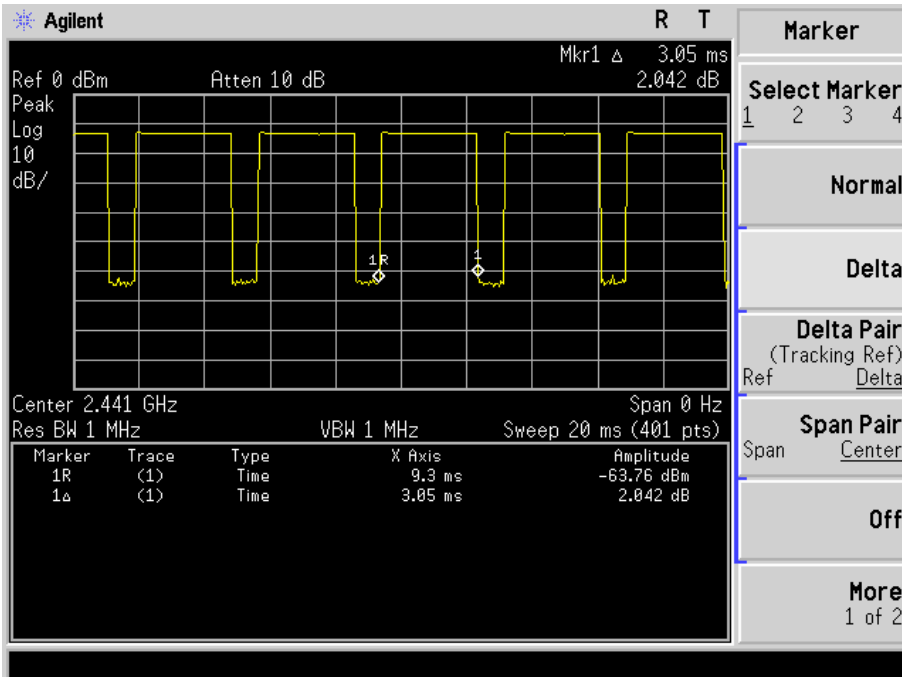 Agilent R T
Mkr1 Δ 3.05 ms
Ref 0 dBm Atten 10 dB 2.042 dB
Peak
Log
10
dB/
1R
1
Center 2.441 GHz Span 0 Hz
Res BW 1 MHz VBW 1 MHz Sweep 20 ms (401 pts)
Marker Trace Type X Axis Amplitude
1R (1) Time 9.3 ms -63.76 dBm
1Δ (1) Time 3.05 ms 2.042 dB
Marker
Select Marker
1 2 3 4
Normal
Delta
Delta Pair
(Tracking Ref)
Ref Delta
Span Pair
Span Center
Off
More
1 of 2